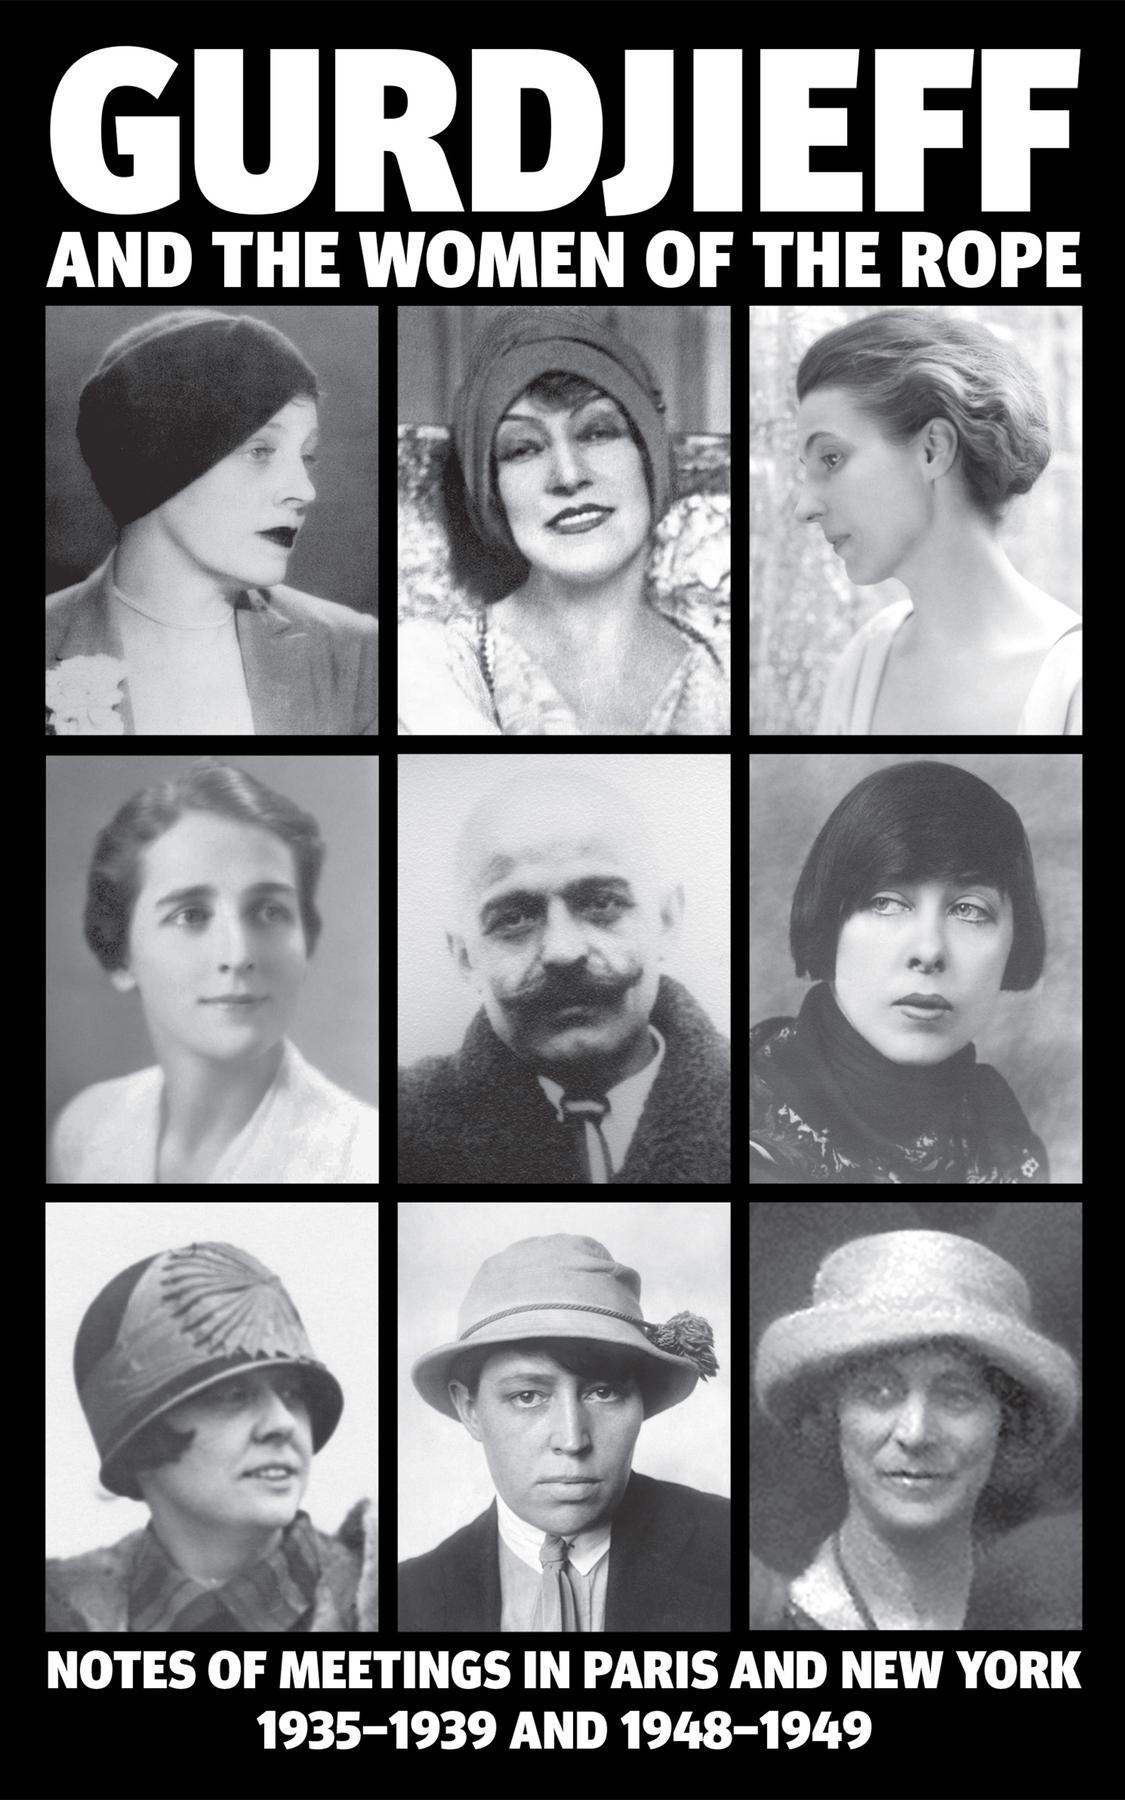 GURDJIEFF
AND THE WOMEN OF THE ROPE
NOTES OF MEETINGS IN PARIS AND NEW YORK
1935–1939 AND 1948–1949